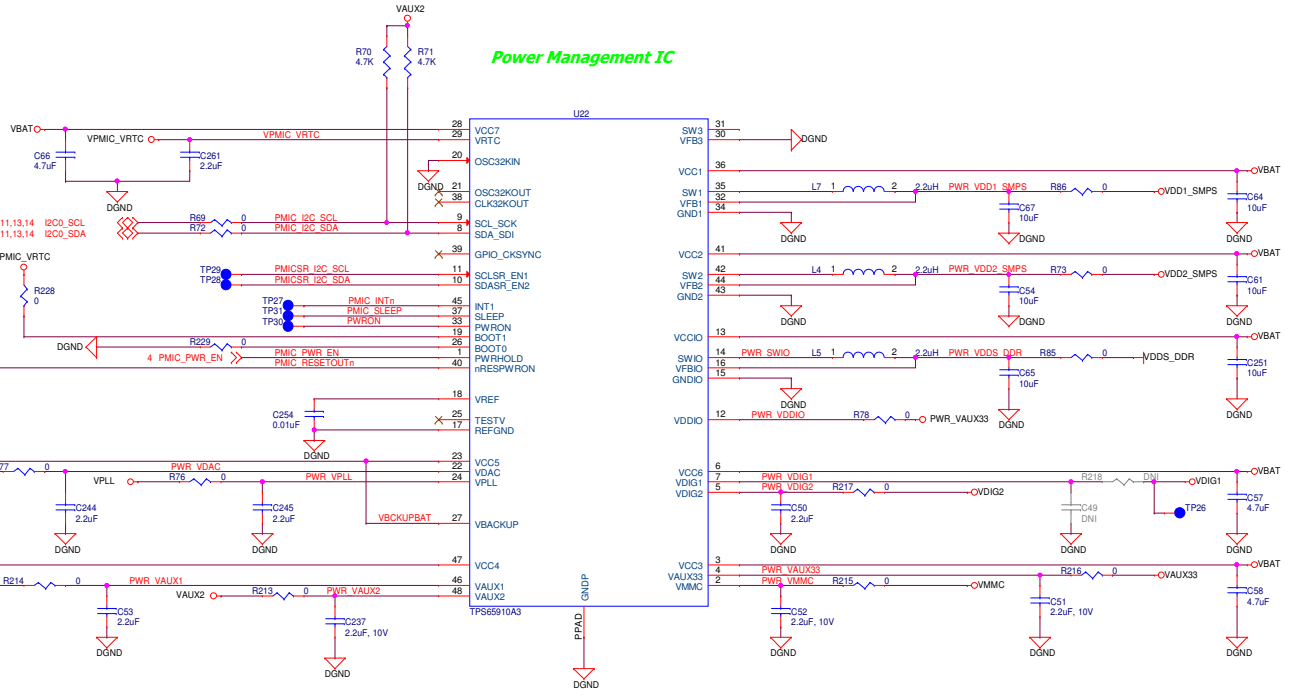 VAUX2
R70
4.7K
R71
4.7K
Power Management IC
U22
VBAT
VPMIC_VRTC
VPMIC_VRTC
28
29
VCC7
VRTC
C66
4.7uF
C261
2.2uF
DGND
20
OSC32KIN
DGND
21
38
OSC32KOUT
CLK32KOUT
11,13,14 I2C0_SCL
11,13,14 I2C0_SDA
R69 0 PMIC_I2C_SCL 9 SCL_SCK
R72 0 PMIC_I2C_SDA 8 SDA_SDI
39 GPIO_CKSYNC
PMIC_VRTC
R228
0
TP29 PMICSR_I2C_SCL 11 SCLSR_EN1
TP28 PMICSR_I2C_SDA 10 SDASR_EN2
TP27 PMIC_INTn 45 INT1
TP31 PMIC_SLEEP 37 SLEEP
TP30 PWRON 33 PWRON
19 BOOT1
DGND R229 0 26 BOOT0
4 PMIC_PWR_EN PMIC_PWR_EN 1 PWRHOLD
PMIC_RESETOUTn 40 nRESPWRON
18 VREF
C254
0.01uF
25 TESTV
17 REFGND
DGND
23 VCC5
77 0 PWR_VDAC 22 VDAC
VPLL R76 0 PWR_VPLL 24 VPLL
C244
2.2uF
DGND
C245
2.2uF
DGND
VBCKUPBAT 27 VBACKUP
47 VCC4
R214 0 PWR_VAUX1 46 VAUX1
VAUX2 R213 0 PWR_VAUX2 48 VAUX2
C53
2.2uF
DGND
C237
2.2uF, 10V
DGND
TPS65910A3
GNDP
PPAD
DGND
SW3 31
VFB3 30
DGND
VCC1 36 VBAT
SW1 35 L7 1 2 2.2uH PWR_VDD1_SMPS R86 0 VDD1_SMPS
VFB1 32
GND1 34
DGND
C67
10uF
DGND
C64
10uF
DGND
VCC2 41 VBAT
SW2 42 L4 1 2 2.2uH PWR_VDD2_SMPS R73 0 VDD2_SMPS
VFB2 44
GND2 43
DGND
C54
10uF
DGND
C61
10uF
DGND
VCCIO 13 VBAT
SWIO 14 PWR_SWIO L5 1 2 2.2uH PWR_VDDS_DDR R85 0 VDDS_DDR
VFBIO 16
GNDIO 15
DGND
C65
10uF
DGND
C251
10uF
DGND
VDDIO 12 PWR_VDDIO R78 0 PWR_VAUX33
VCC6 6 VBAT
VDIG1 7 PWR_VDIG1 R218 DNI VDIG1
VDIG2 5 PWR_VDIG2 R217 0 VDIG2
C50
2.2uF
DGND
C49
DNI
DGND
TP26
C57
4.7uF
DGND
VCC3 3 VBAT
VAUX33 4 PWR_VAUX33 R216 0 VAUX33
VMMC 2 PWR_VMMC R215 0 VMMC
C52
2.2uF, 10V
DGND
C51
2.2uF, 10V
DGND
C58
4.7uF
DGND